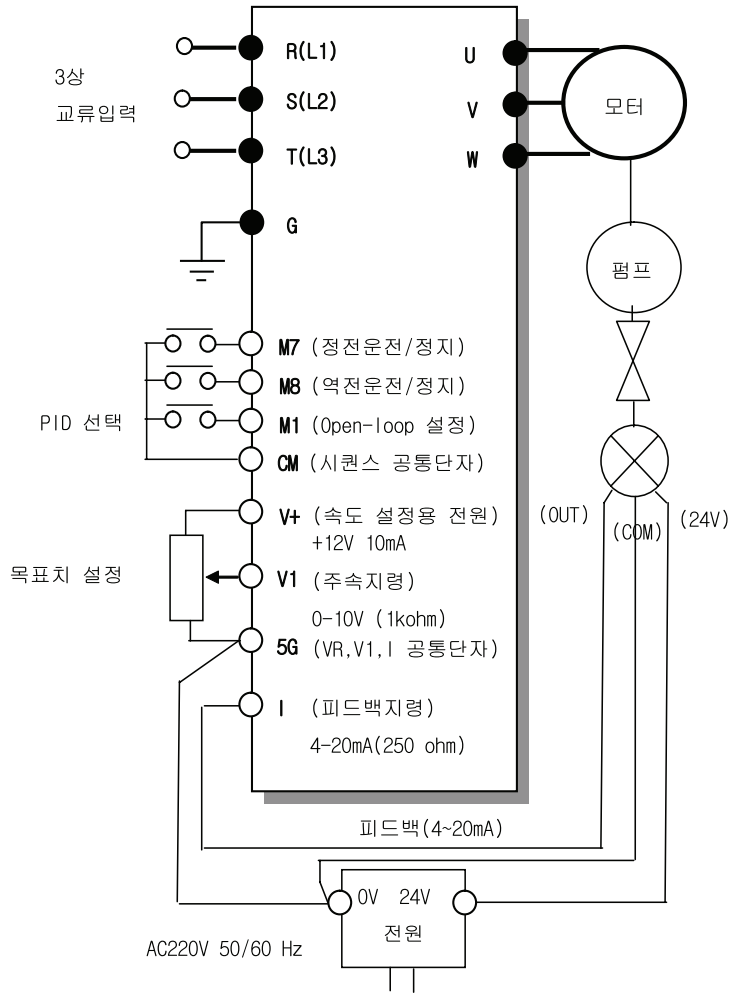 R(L1)
U
3상
모터
S(L2)
V
교류입력
T(L3)
W
G
펌프
M7 (정전운전/정지)
M8 (역전운전/정지)
PID 선택
M1 (Open-loop 설정)
CM (시퀀스 공통단자)
V+ (속도 설정용 전원)
(OUT)
(COM)
(24V)
+12V 10mA
목표치 설정
V1 (주속지령)
0-10V (1kohm)
5G (VR,V1,I 공통단자)
I (피드백지령)
4-20mA(250 ohm)
피드백(4~20mA)
0V 24V
전원
AC220V 50/60 Hz